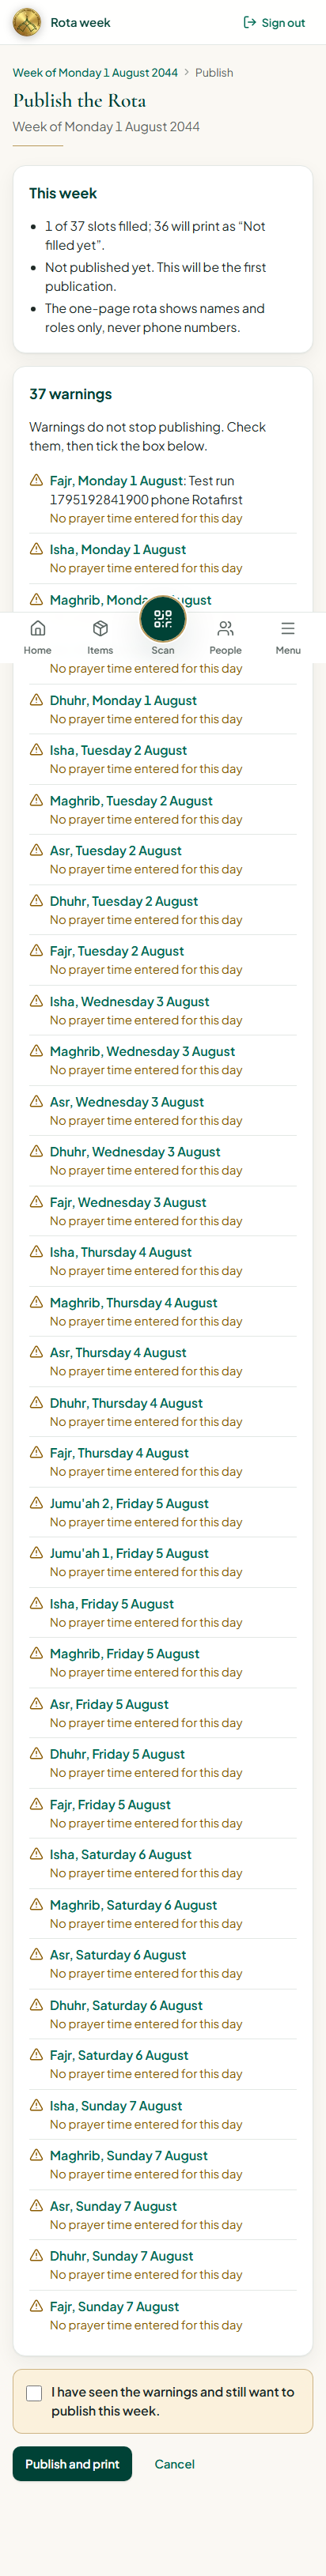 Rota week
Sign out
Week of Monday 1 August 2044 > Publish
Publish the Rota
Week of Monday 1 August 2044
This week
• 1 of 37 slots filled; 36 will print as “Not
filled yet”.
• Not published yet. This will be the first
publication.
• The one-page rota shows names and
roles only, never phone numbers.
37 warnings
Warnings do not stop publishing. Check
them, then tick the box below.
Fajr, Monday 1 August: Test run
1795192841900 phone Rotafirst
No prayer time entered for this day
Isha, Monday 1 August
No prayer time entered for this day
Maghrib, Monday 1 August
Home
Items
Scan
People
Menu
No prayer time entered for this day
Dhuhr, Monday 1 August
No prayer time entered for this day
Isha, Tuesday 2 August
No prayer time entered for this day
Maghrib, Tuesday 2 August
No prayer time entered for this day
Asr, Tuesday 2 August
No prayer time entered for this day
Dhuhr, Tuesday 2 August
No prayer time entered for this day
Fajr, Tuesday 2 August
No prayer time entered for this day
Isha, Wednesday 3 August
No prayer time entered for this day
Maghrib, Wednesday 3 August
No prayer time entered for this day
Asr, Wednesday 3 August
No prayer time entered for this day
Dhuhr, Wednesday 3 August
No prayer time entered for this day
Fajr, Wednesday 3 August
No prayer time entered for this day
Isha, Thursday 4 August
No prayer time entered for this day
Maghrib, Thursday 4 August
No prayer time entered for this day
Asr, Thursday 4 August
No prayer time entered for this day
Dhuhr, Thursday 4 August
No prayer time entered for this day
Fajr, Thursday 4 August
No prayer time entered for this day
Jumu'ah 2, Friday 5 August
No prayer time entered for this day
Jumu'ah 1, Friday 5 August
No prayer time entered for this day
Isha, Friday 5 August
No prayer time entered for this day
Maghrib, Friday 5 August
No prayer time entered for this day
Asr, Friday 5 August
No prayer time entered for this day
Dhuhr, Friday 5 August
No prayer time entered for this day
Fajr, Friday 5 August
No prayer time entered for this day
Isha, Saturday 6 August
No prayer time entered for this day
Maghrib, Saturday 6 August
No prayer time entered for this day
Asr, Saturday 6 August
No prayer time entered for this day
Dhuhr, Saturday 6 August
No prayer time entered for this day
Fajr, Saturday 6 August
No prayer time entered for this day
Isha, Sunday 7 August
No prayer time entered for this day
Maghrib, Sunday 7 August
No prayer time entered for this day
Asr, Sunday 7 August
No prayer time entered for this day
Dhuhr, Sunday 7 August
No prayer time entered for this day
Fajr, Sunday 7 August
No prayer time entered for this day
I have seen the warnings and still want to
publish this week.
Publish and print
Cancel